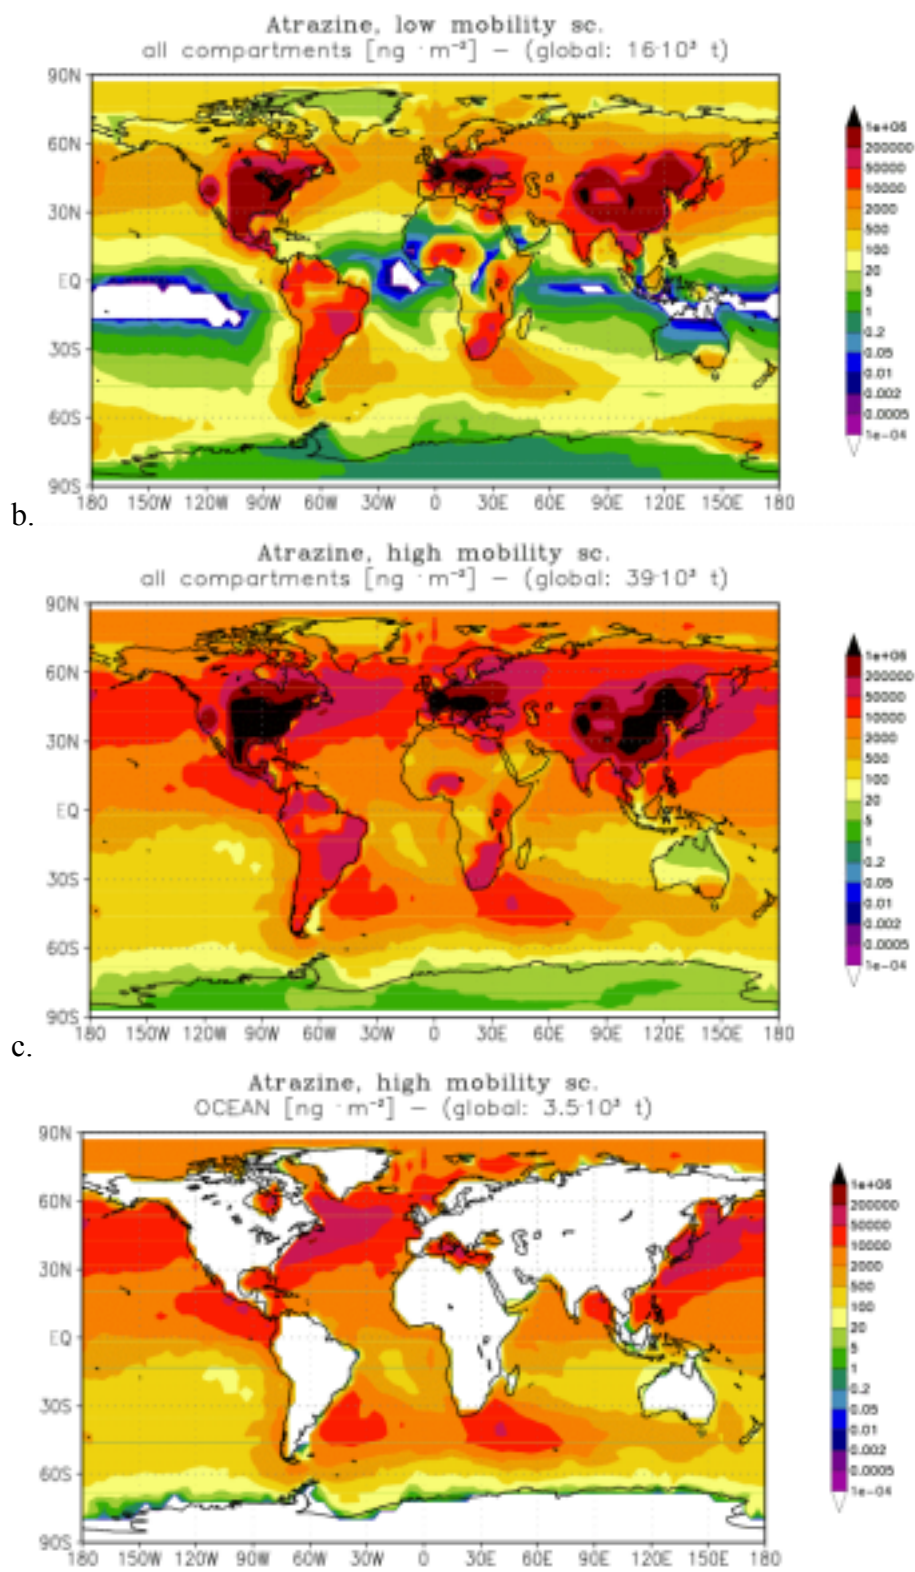 Atrazine, low mobility sc.
all compartments [ng · m⁻²] − (global: 16·10³ t)
90N
60N
30N
EQ
30S
60S
90S
180 150W 120W 90W 60W 30W 0 30E 60E 90E 120E 150E 180
1e+06
200000
50000
10000
2000
500
100
20
5
1
0.2
0.05
0.01
0.002
0.0005
1e-04
b.
Atrazine, high mobility sc.
all compartments [ng · m⁻²] − (global: 39·10³ t)
90N
60N
30N
EQ
30S
60S
90S
180 150W 120W 90W 60W 30W 0 30E 60E 90E 120E 150E 180
1e+06
200000
50000
10000
2000
500
100
20
5
1
0.2
0.05
0.01
0.002
0.0005
1e-04
c.
Atrazine, high mobility sc.
OCEAN [ng · m⁻²] − (global: 3.5·10³ t)
90N
60N
30N
EQ
30S
60S
90S
180 150W 120W 90W 60W 30W 0 30E 60E 90E 120E 150E 180
1e+06
200000
50000
10000
2000
500
100
20
5
1
0.2
0.05
0.01
0.002
0.0005
1e-04